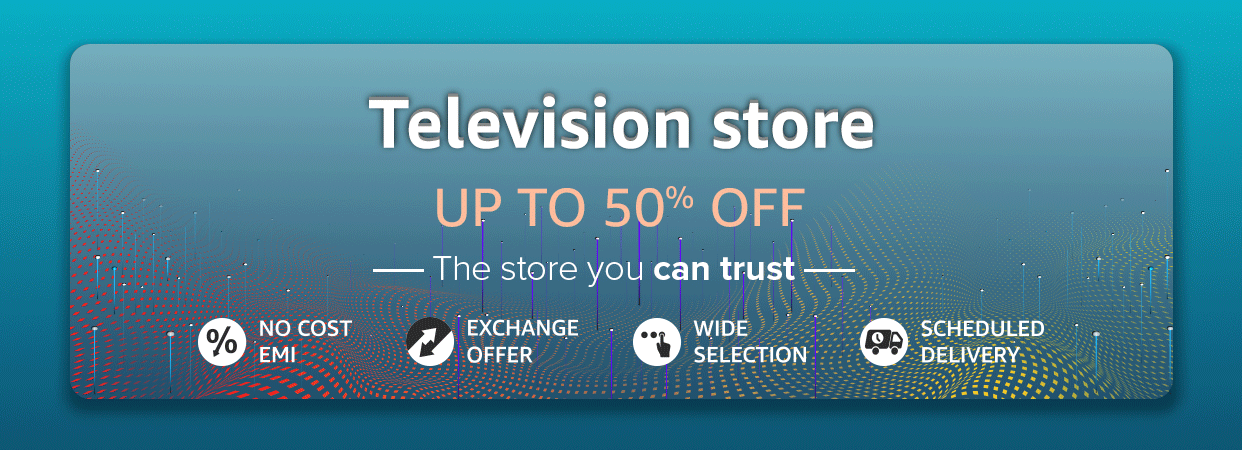 Television store
UP TO 50% OFF
The store you can trust
NO COST
EMI
EXCHANGE
OFFER
WIDE
SELECTION
SCHEDULED
DELIVERY